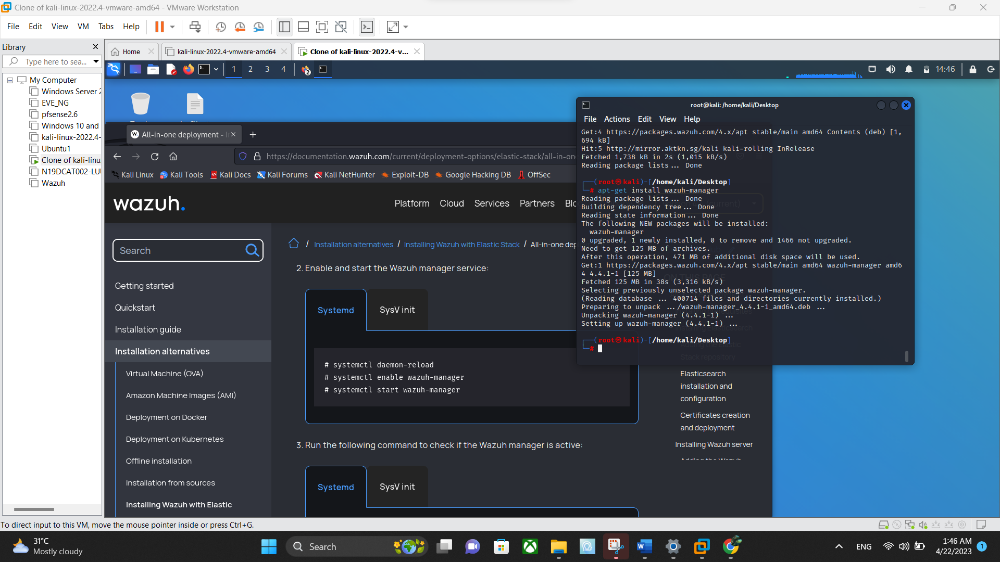 Clone of kali-linux-2022.4-vmware-amd64 - VMware Workstation
File Edit View VM Tabs Help
Library
Type here to sea...
My Computer
Windows Server 2
EVE_NG
pfsense2.6
Windows 10 and
kali-linux-2022.4-
Ubuntu1
Clone of kali-linu
N19DCAT002-LU
Wazuh
Home
kali-linux-2022.4-vmware-amd64
Clone of kali-linux-2022.4-v...
1 2 3 4
2
14:46
All-in-one deployment - I
https://documentation.wazuh.com/current/deployment-options/elastic-stack/all-in-on
Kali Linux Kali Tools Kali Docs Kali Forums Kali NetHunter Exploit-DB Google Hacking DB OffSec
wazuh.
Platform Cloud Services Partners Blo
Search
Getting started
Quickstart
Installation guide
Installation alternatives
Virtual Machine (OVA)
Amazon Machine Images (AMI)
Deployment on Docker
Deployment on Kubernetes
Offline installation
Installation from sources
Installing Wazuh with Elastic
/ Installation alternatives / Installing Wazuh with Elastic Stack / All-in-one dep
2. Enable and start the Wazuh manager service:
Systemd SysV init
# systemctl daemon-reload
# systemctl enable wazuh-manager
# systemctl start wazuh-manager
3. Run the following command to check if the Wazuh manager is active:
Systemd SysV init
root@kali: /home/kali/Desktop
File Actions Edit View Help
Get:4 https://packages.wazuh.com/4.x/apt stable/main amd64 Contents (deb) [1,
694 kB]
Hit:5 http://mirror.aktkn.sg/kali kali-rolling InRelease
Fetched 1,738 kB in 2s (1,015 kB/s)
Reading package lists... Done
(root㉿kali)-[/home/kali/Desktop]
# apt-get install wazuh-manager
Reading package lists... Done
Building dependency tree... Done
Reading state information... Done
The following NEW packages will be installed:
wazuh-manager
0 upgraded, 1 newly installed, 0 to remove and 1466 not upgraded.
Need to get 125 MB of archives.
After this operation, 471 MB of additional disk space will be used.
Get:1 https://packages.wazuh.com/4.x/apt stable/main amd64 wazuh-manager amd6
4 4.4.1-1 [125 MB]
Fetched 125 MB in 38s (3,316 kB/s)
Selecting previously unselected package wazuh-manager.
(Reading database ... 400714 files and directories currently installed.)
Preparing to unpack .../wazuh-manager_4.4.1-1_amd64.deb ...
Unpacking wazuh-manager (4.4.1-1) ...
Setting up wazuh-manager (4.4.1-1) ...
(root㉿kali)-[/home/kali/Desktop]
#
Stack repository
Elasticsearch
installation and
configuration
Certificates creation
and deployment
Installing Wazuh server
Adding the Wazuh
To direct input to this VM, move the mouse pointer inside or press Ctrl+G.
31°C
Mostly cloudy
Search
ENG
1:46 AM
4/22/2023
1